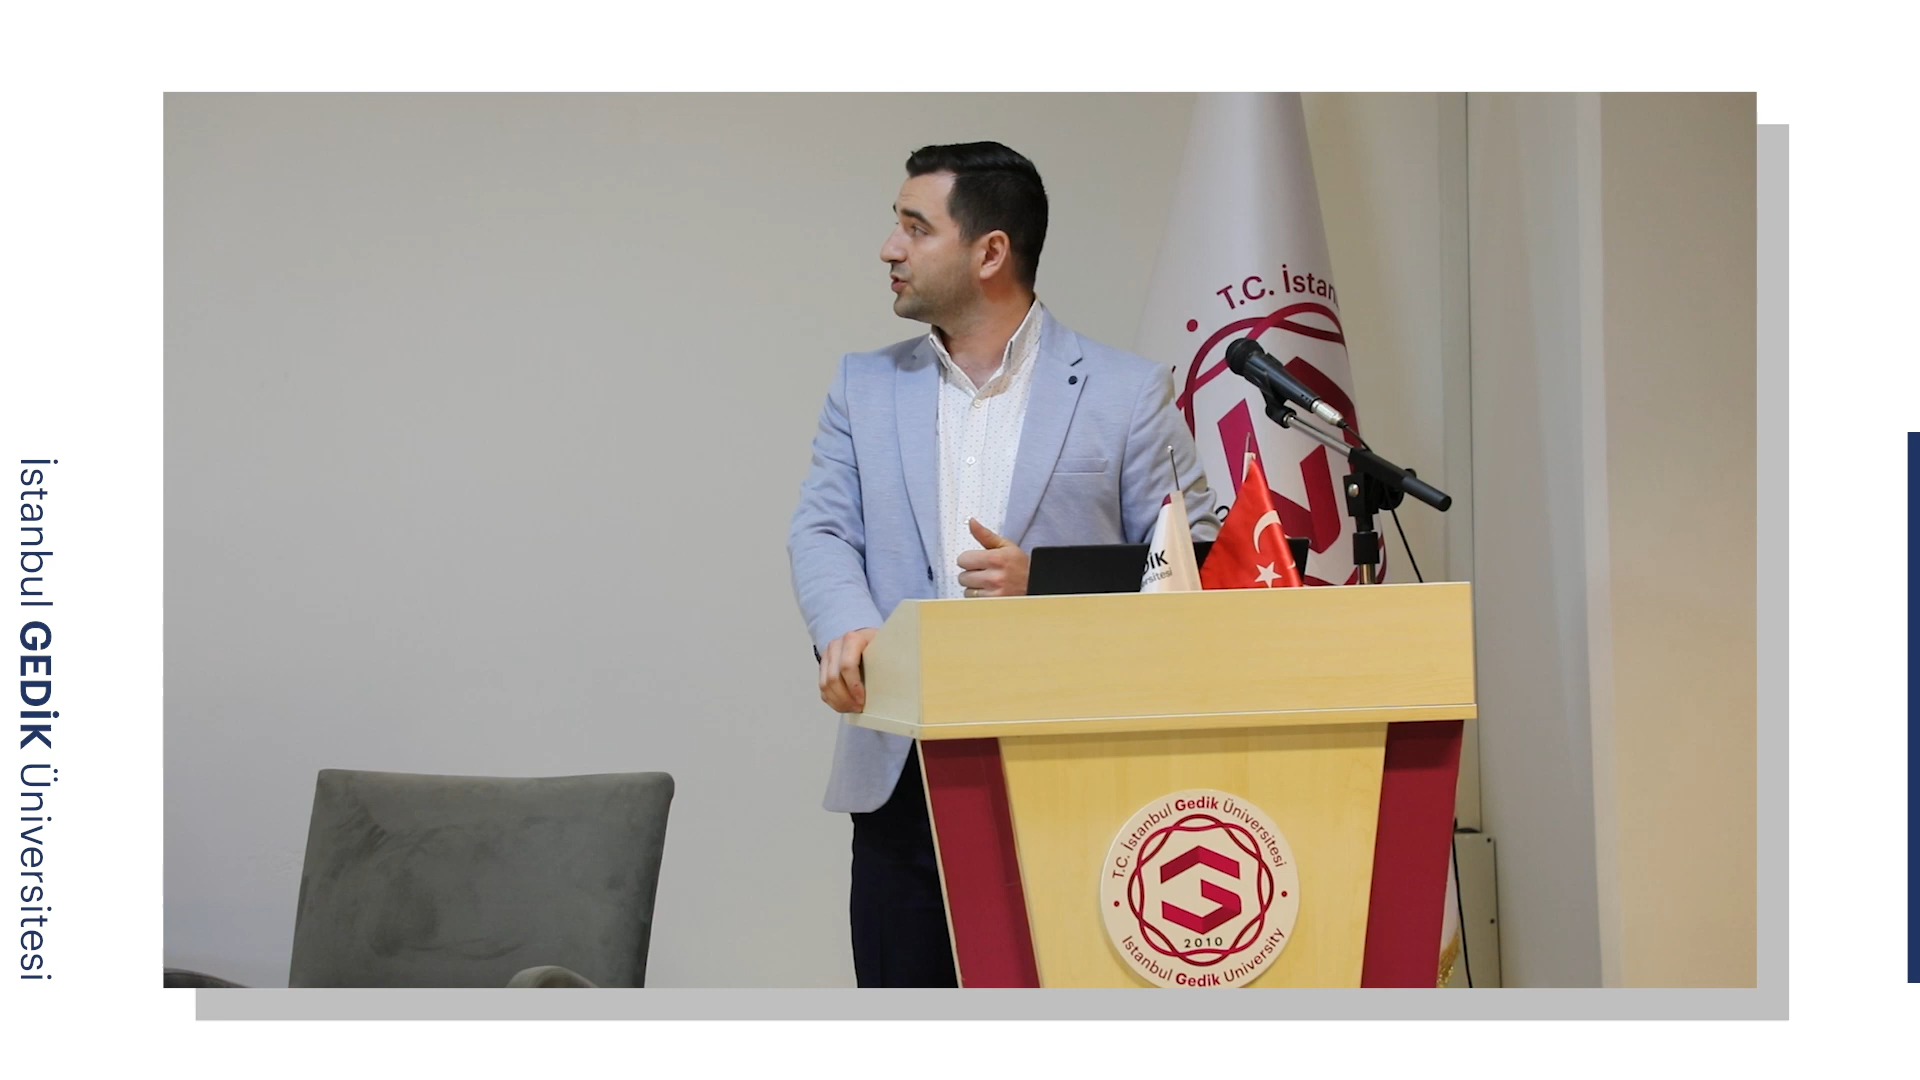 İstanbul GEDİK Üniversitesi
T.C. İstan
T.C. İstanbul Gedik Üniversitesi
2010
Istanbul Gedik University